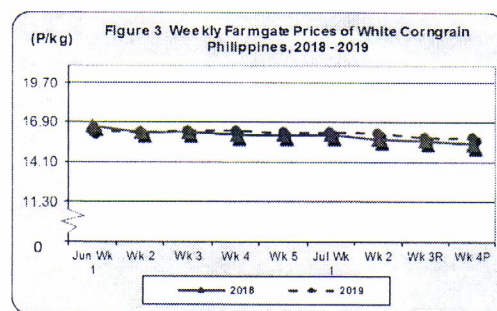 Figure 3 Weekly Farmgate Prices of White Corngrain
Philippines, 2018 - 2019
(P/kg)
19.70
16.90
14.10
11.30
0
Jun Wk 1 Wk 2 Wk 3 Wk 4 Wk 5 Jul Wk 1 Wk 2 Wk 3R Wk 4P
2018 2019